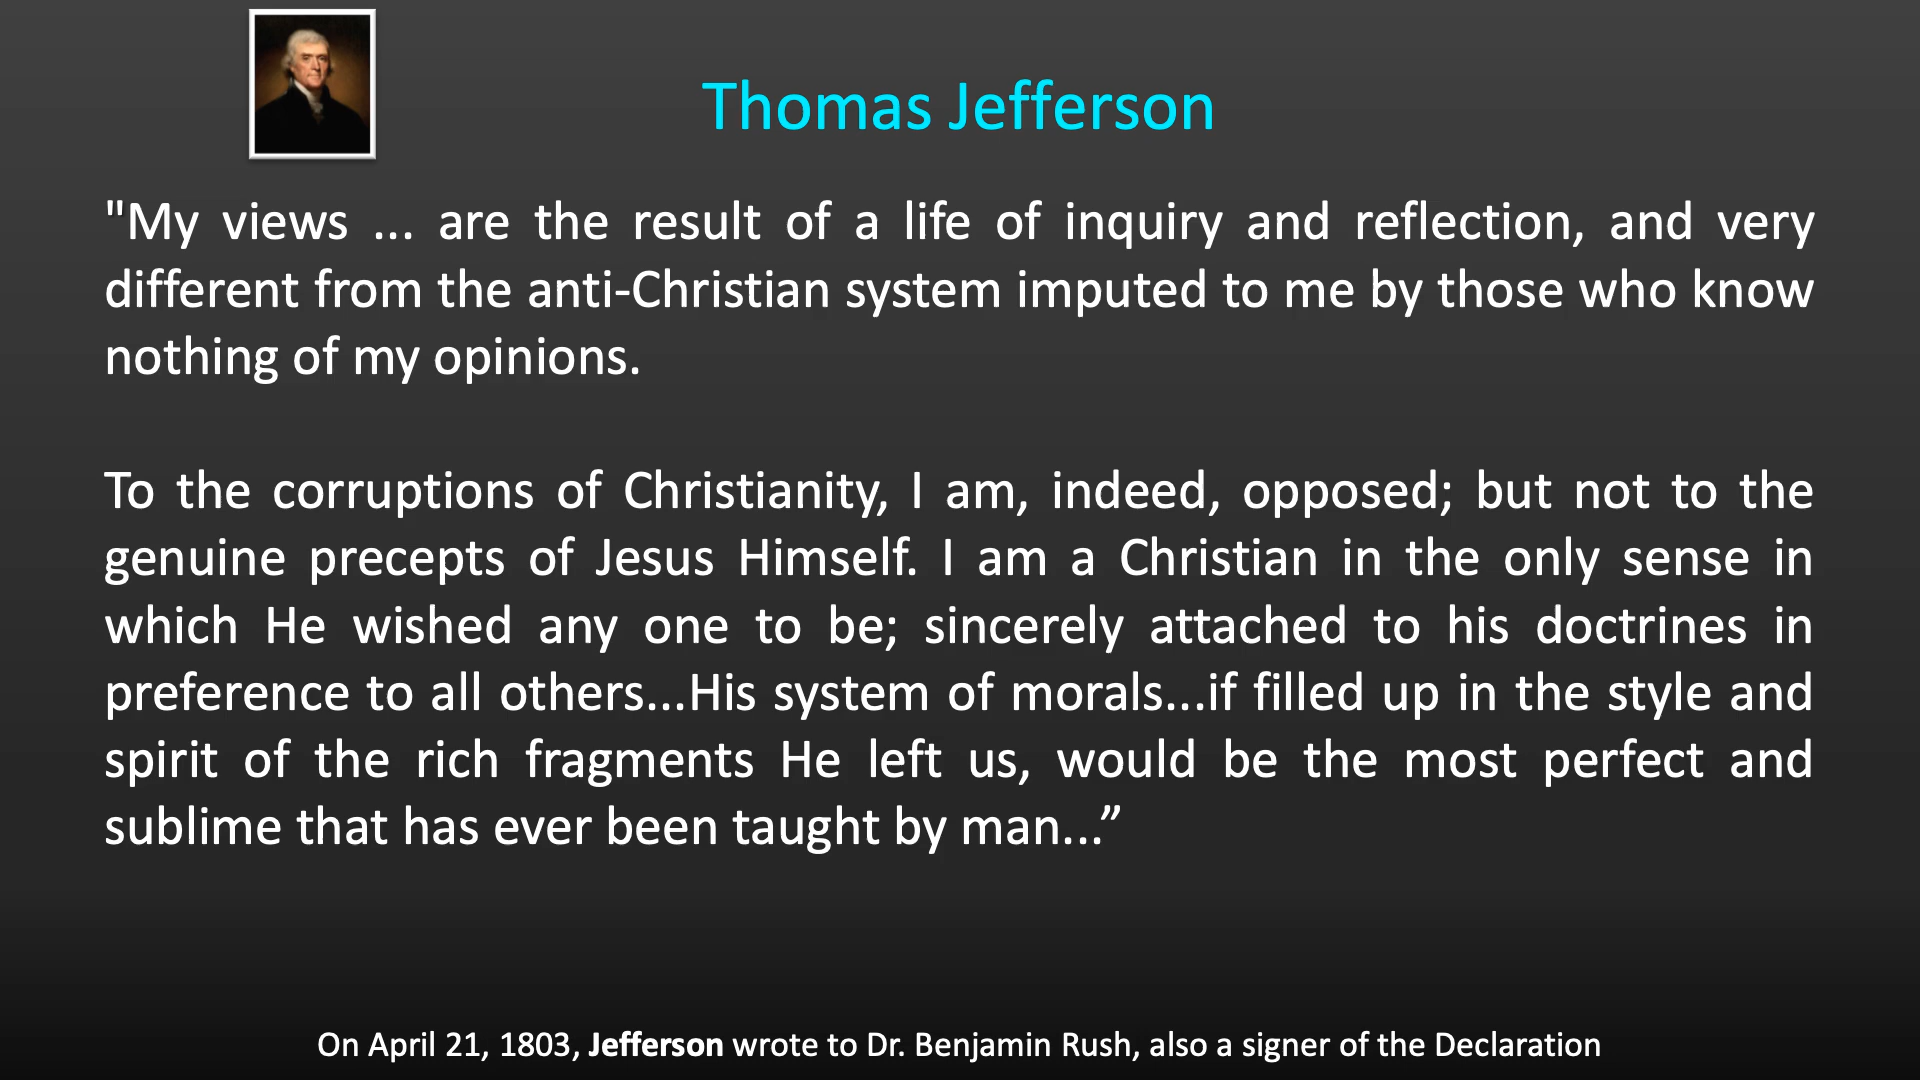 Thomas Jefferson
"My views ... are the result of a life of inquiry and reflection, and very
different from the anti-Christian system imputed to me by those who know
nothing of my opinions.
To the corruptions of Christianity, I am, indeed, opposed; but not to the
genuine precepts of Jesus Himself. I am a Christian in the only sense in
which He wished any one to be; sincerely attached to his doctrines in
preference to all others...His system of morals...if filled up in the style and
spirit of the rich fragments He left us, would be the most perfect and
sublime that has ever been taught by man...”
On April 21, 1803, Jefferson wrote to Dr. Benjamin Rush, also a signer of the Declaration